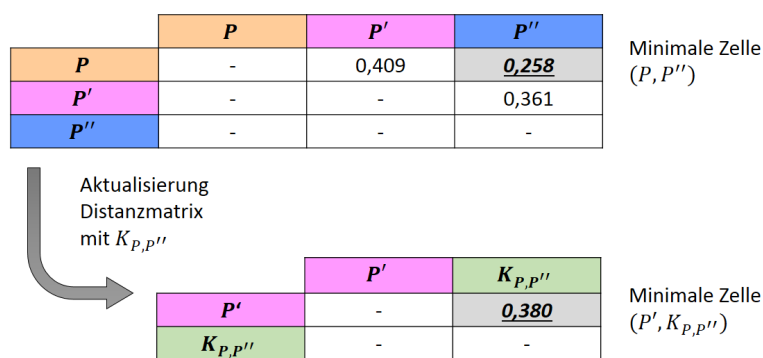 P P′ P′′
P - 0,409 0,258
P′ - - 0,361
P′′ - - -
Minimale Zelle
(P, P′′)
Aktualisierung
Distanzmatrix
mit K_{P,P′′}
P′ K_{P,P′′}
P‘ - 0,380
K_{P,P′′} - -
Minimale Zelle
(P′, K_{P,P′′})